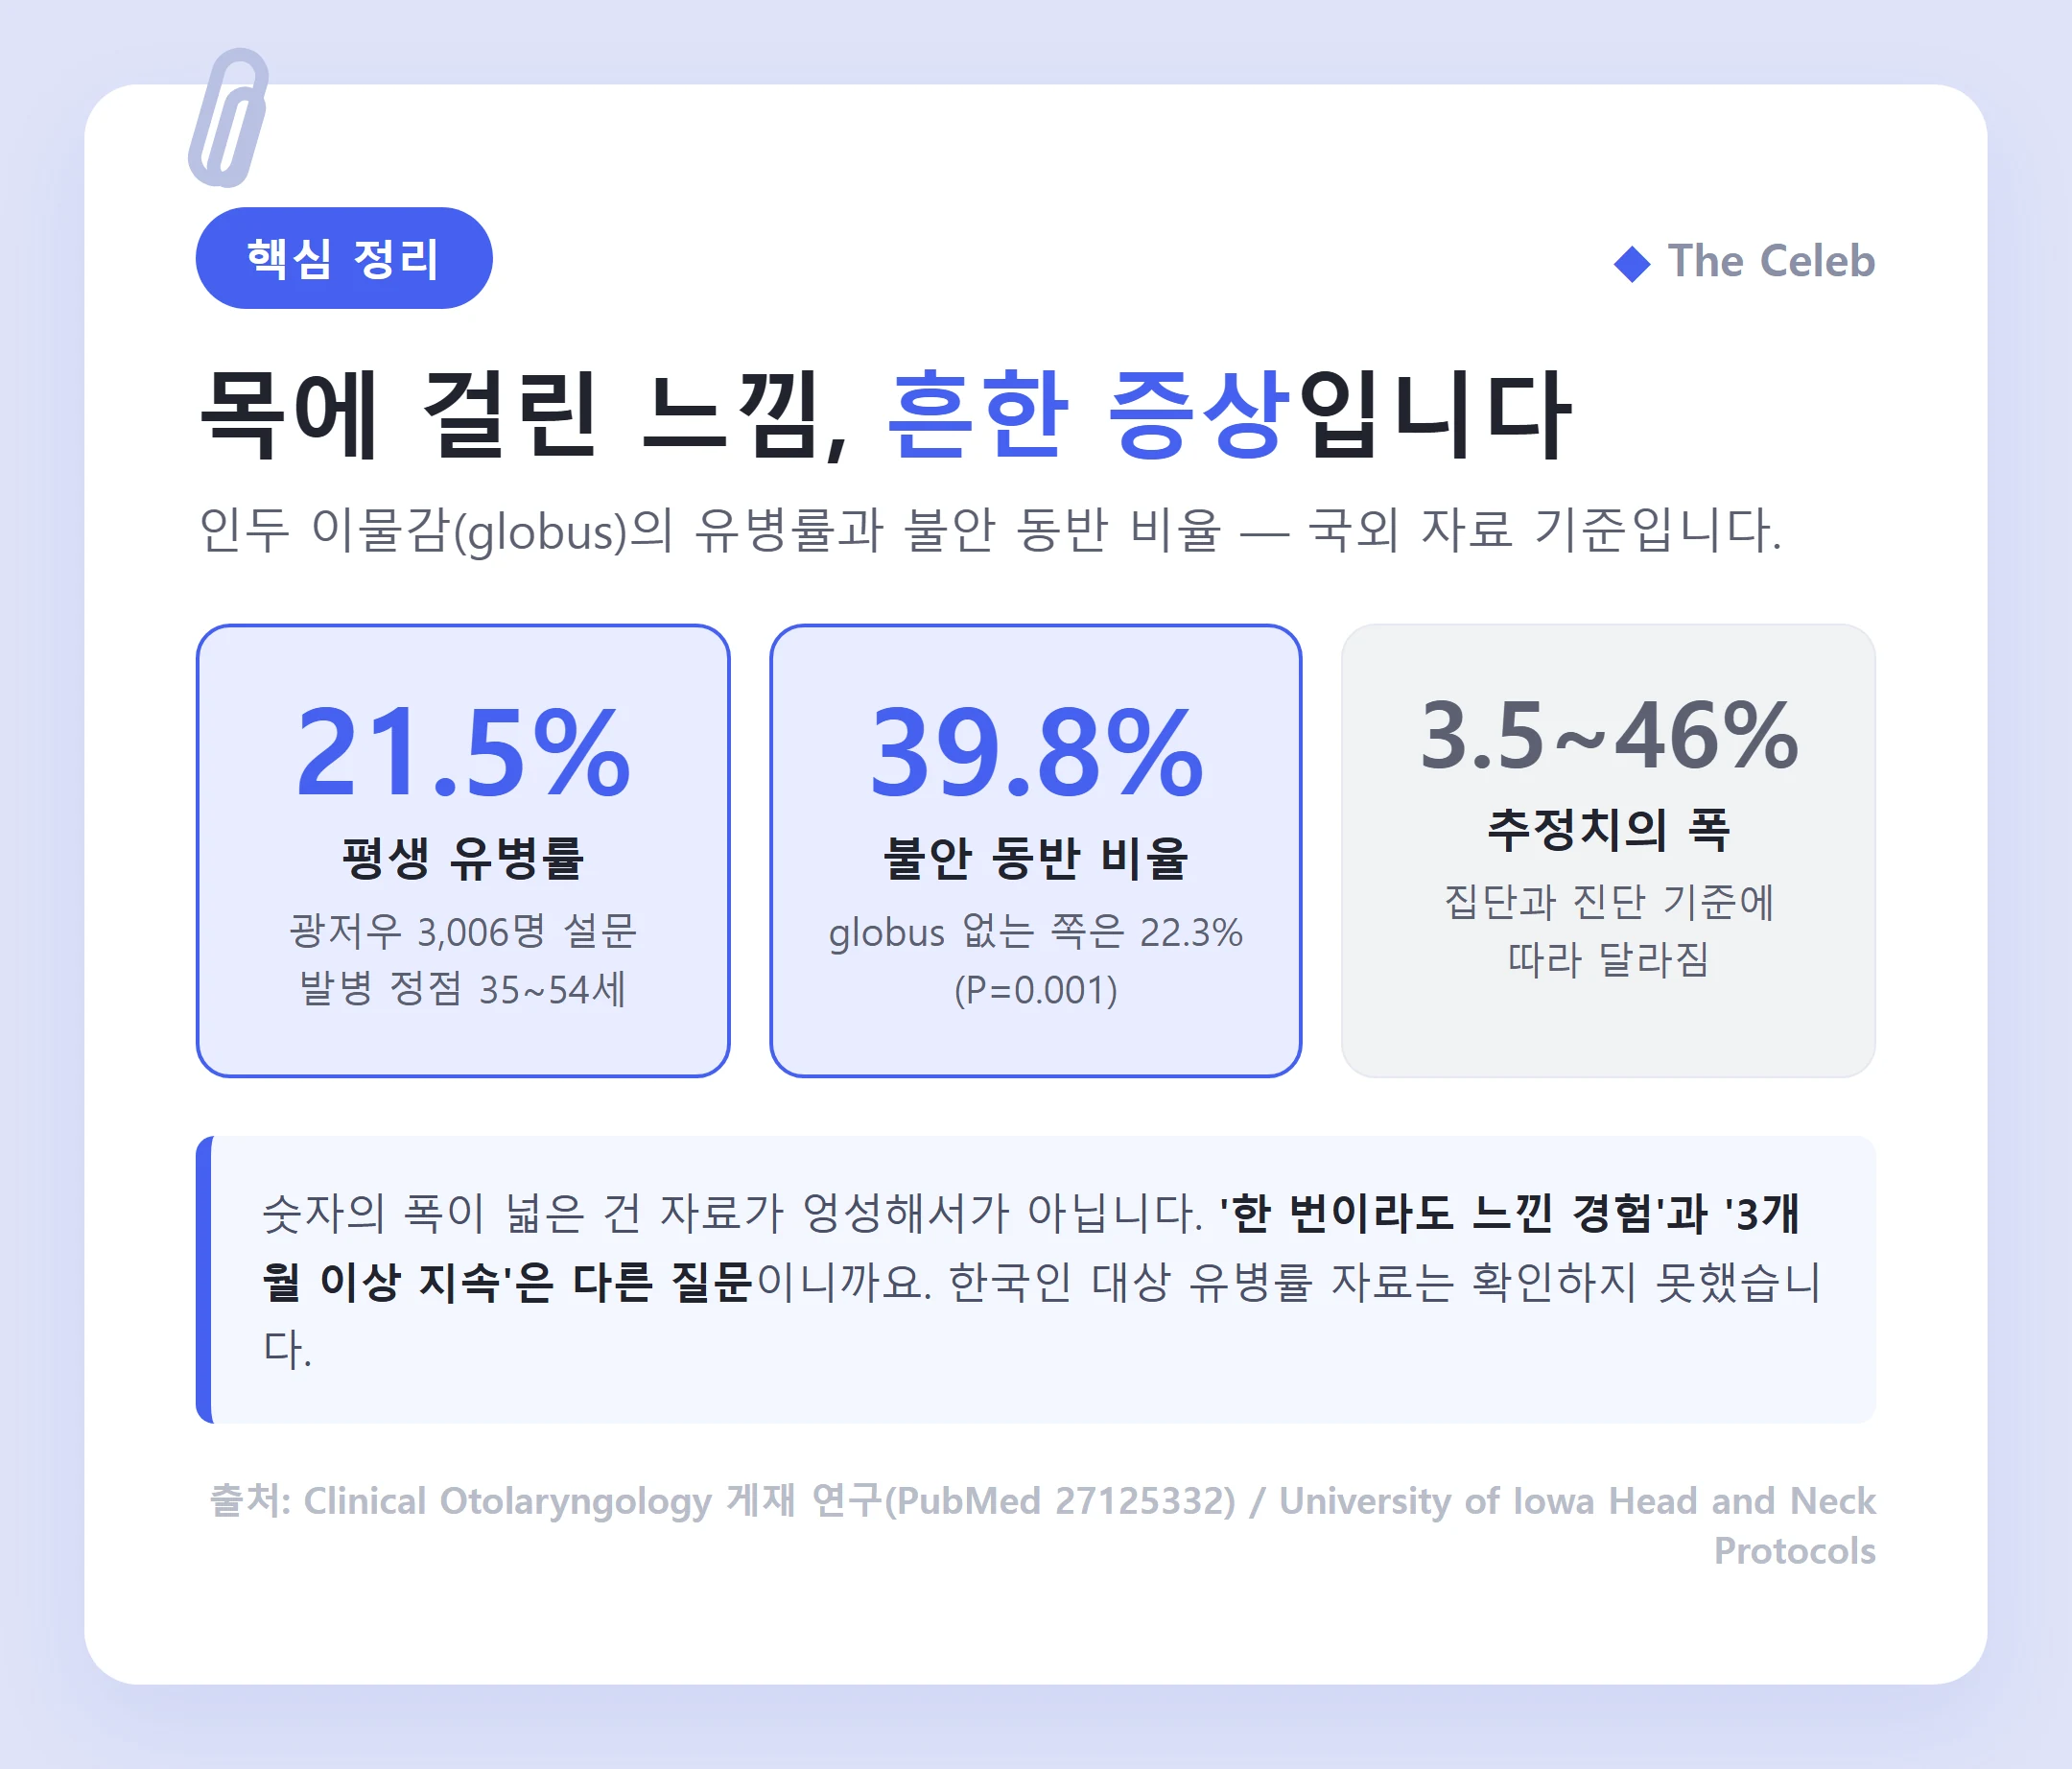 핵심 정리
◆ The Celeb
목에 걸린 느낌, 흔한 증상입니다
인두 이물감(globus)의 유병률과 불안 동반 비율 — 국외 자료 기준입니다.
21.5%
평생 유병률
광저우 3,006명 설문
발병 정점 35~54세
39.8%
불안 동반 비율
globus 없는 쪽은 22.3%
(P=0.001)
3.5~46%
추정치의 폭
집단과 진단 기준에
따라 달라짐
숫자의 폭이 넓은 건 자료가 엉성해서가 아닙니다. '한 번이라도 느낀 경험'과 '3개
월 이상 지속'은 다른 질문이니까요. 한국인 대상 유병률 자료는 확인하지 못했습니
다.
출처: Clinical Otolaryngology 게재 연구(PubMed 27125332) / University of Iowa Head and Neck
Protocols